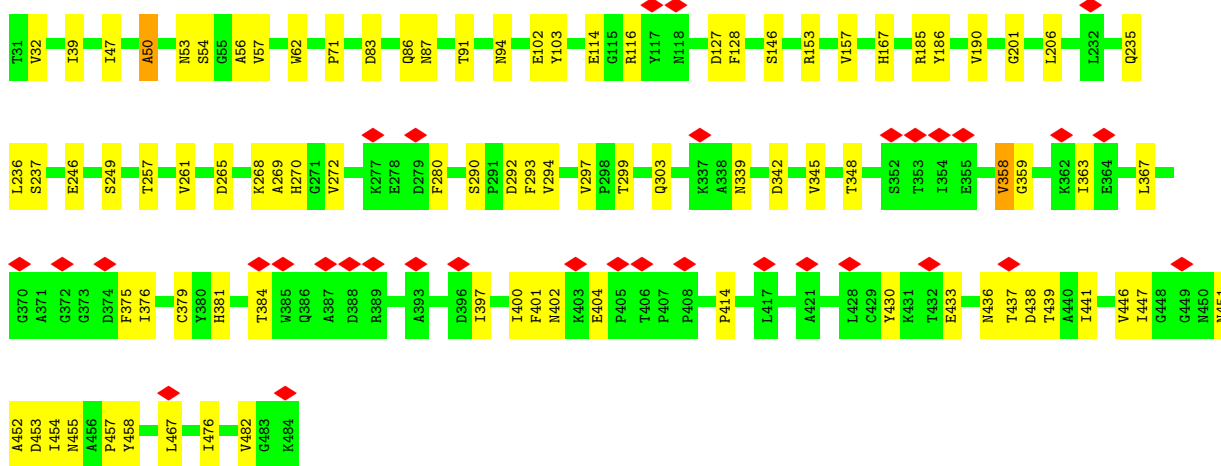 T31 V32 I39 I47 A50 N53 S54 G55 A56 V57 W62 P71 D83 Q86 N87 T91 N94 E102 Y103 E114 G115 R116 Y117 N118 D127 F128 S146 R153 V157 H167 R185 Y186 V190 G201 L206 L232 Q235
L236 S237 E246 S249 T257 V261 D265 K268 A269 H270 G271 V272 K277 E278 D279 F280 S290 P291 D292 F293 V294 V297 P298 T299 Q303 K337 A338 N339 D342 V345 T348 S352 T353 I354 E355 V358 G359 K362 I363 E364 L367
G370 A371 G372 G373 D374 F375 I376 C379 Y380 H381 T384 W385 Q386 A387 D388 R389 A393 D396 I397 I400 F401 N402 K403 E404 P405 T406 P407 P408 P414 L417 A421 L428 C429 Y430 K431 T432 E433 N436 T437 D438 T439 A440 I441 V446 I447 G448 G449 N450 N451
A452 D453 I454 N455 A456 P457 Y458 L467 I476 V482 G483 K484